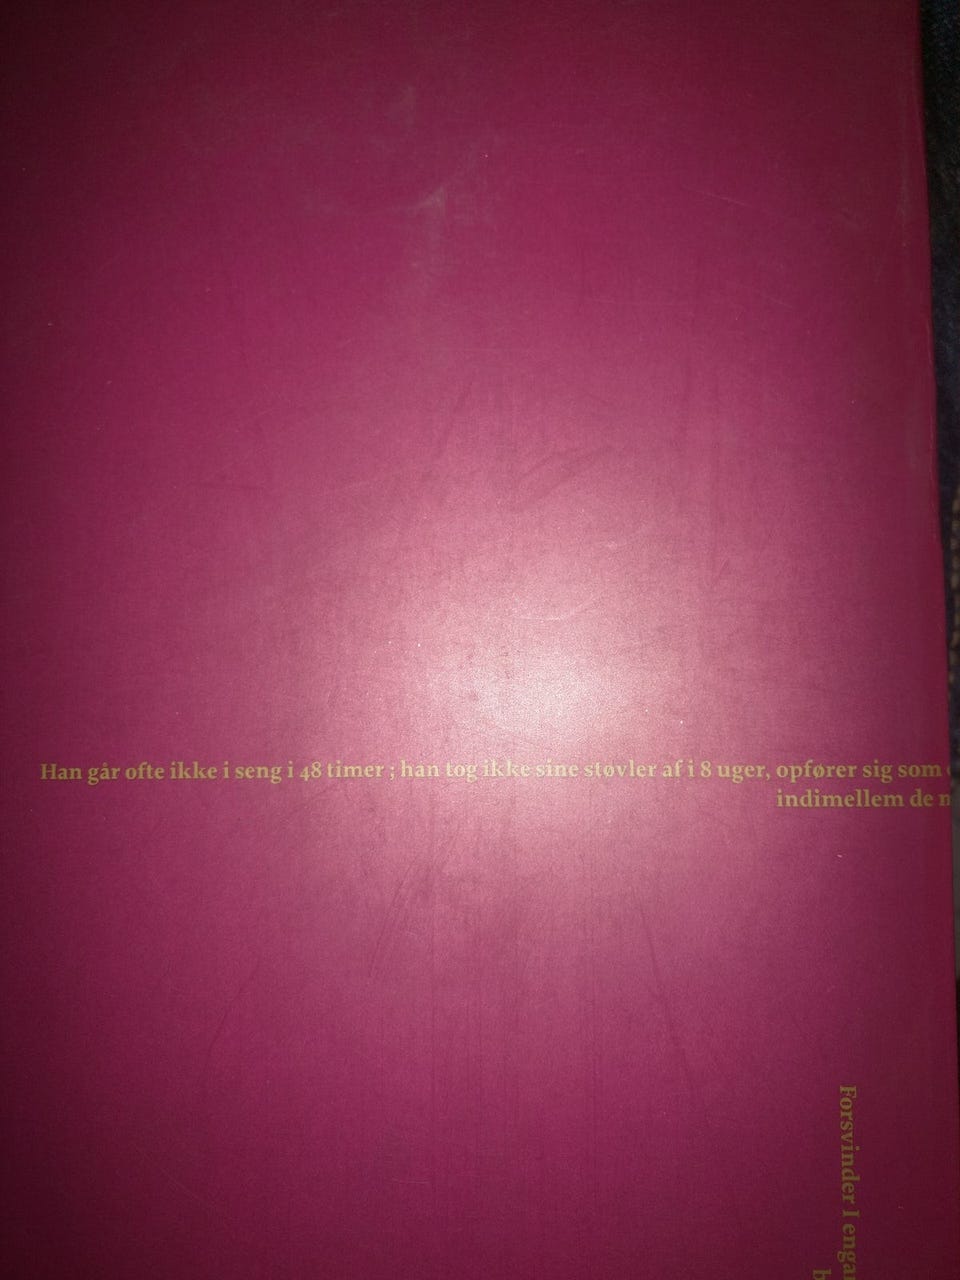 Han går ofte ikke i seng i 48 timer ; han tog ikke sine støvler af i 8 uger, opfører sig som
indimellem de
Forsvinder I